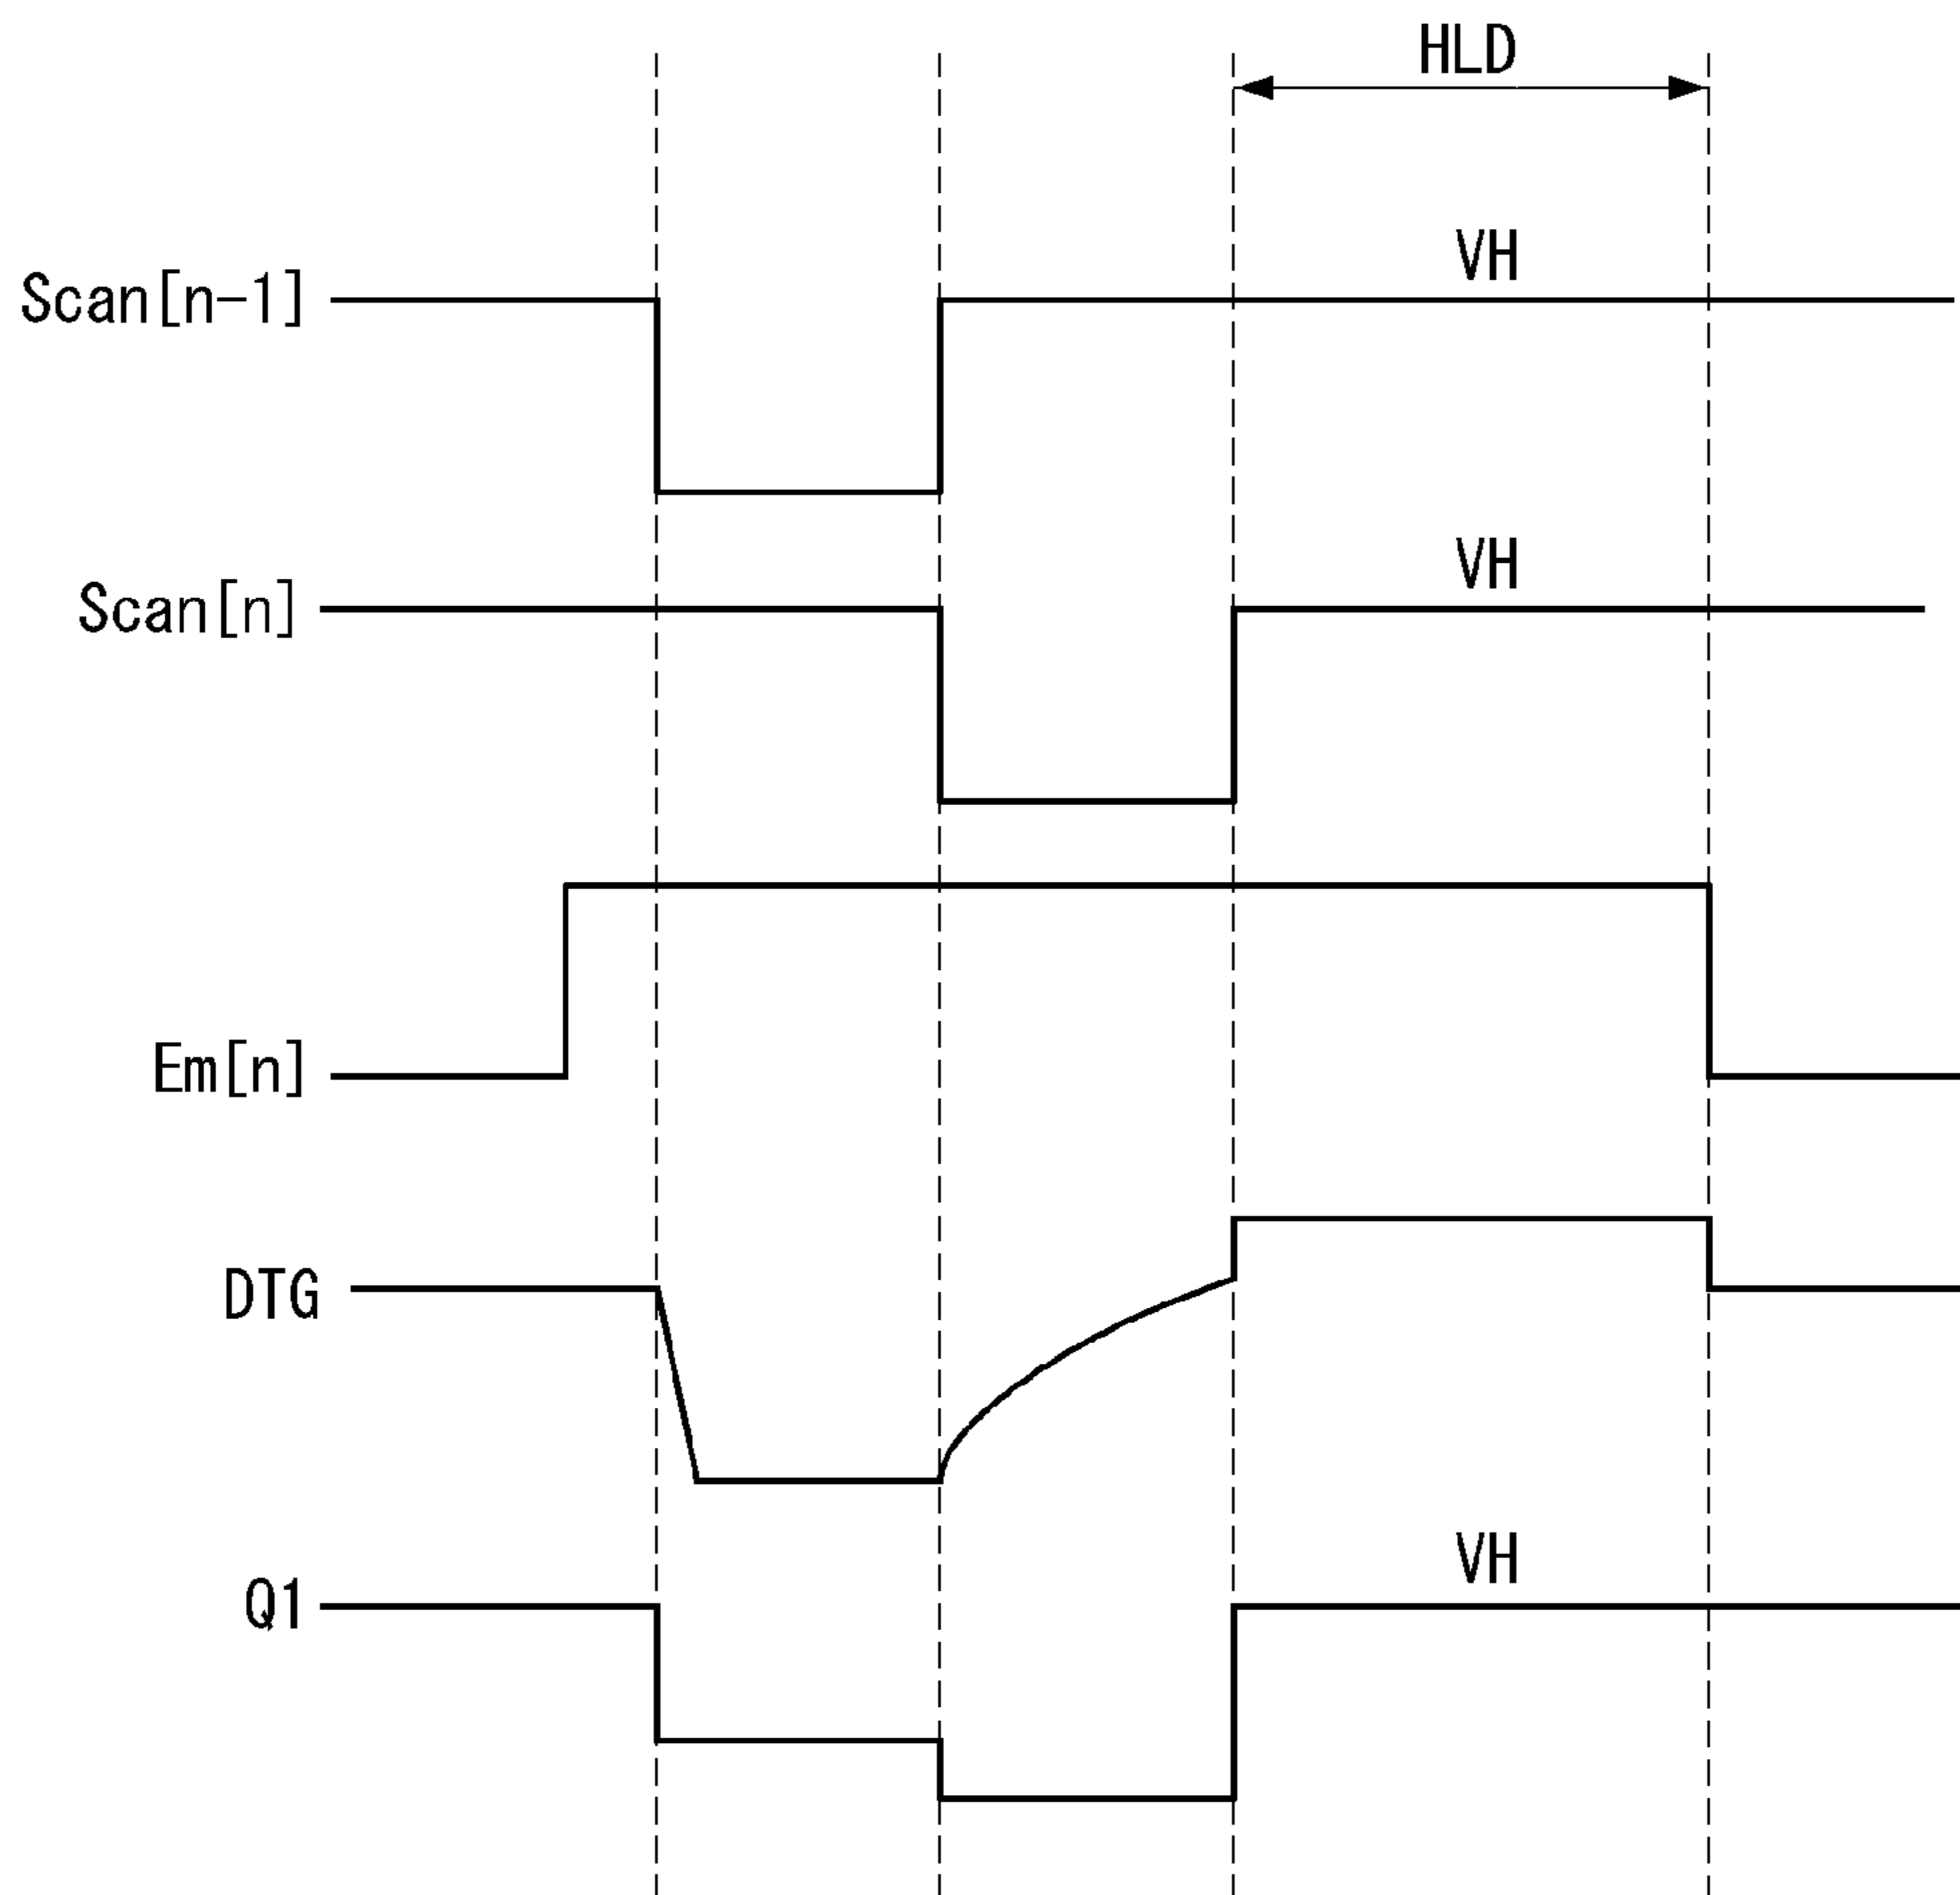 HLD
VH
Scan[n-1]
VH
Scan[n]
Em[n]
DTG
VH
Q1